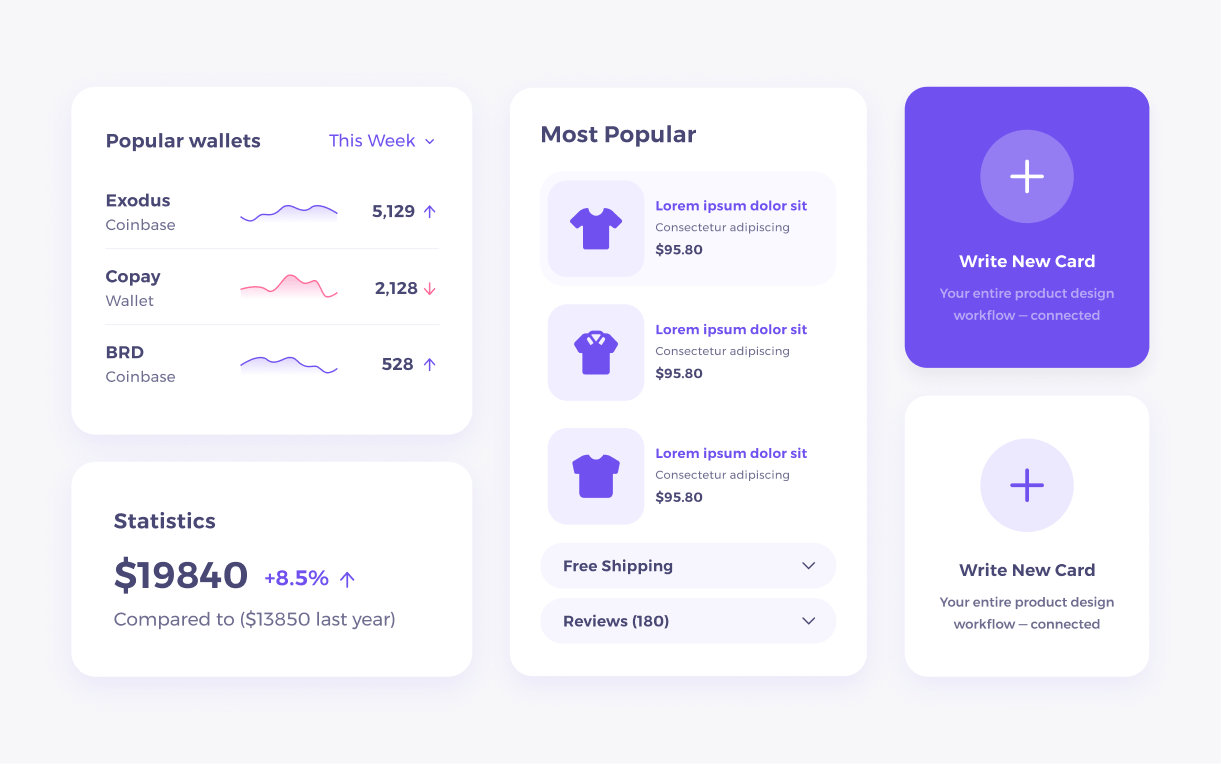 Popular wallets
This Week
Exodus
Coinbase
5,129
Copay
Wallet
2,128
BRD
Coinbase
528
Statistics
$19840
+8.5%
Compared to ($13850 last year)
Most Popular
Lorem ipsum dolor sit
Consectetur adipiscing
$95.80
Lorem ipsum dolor sit
Consectetur adipiscing
$95.80
Lorem ipsum dolor sit
Consectetur adipiscing
$95.80
Free Shipping
Reviews (180)
Write New Card
Your entire product design
workflow — connected
Write New Card
Your entire product design
workflow — connected